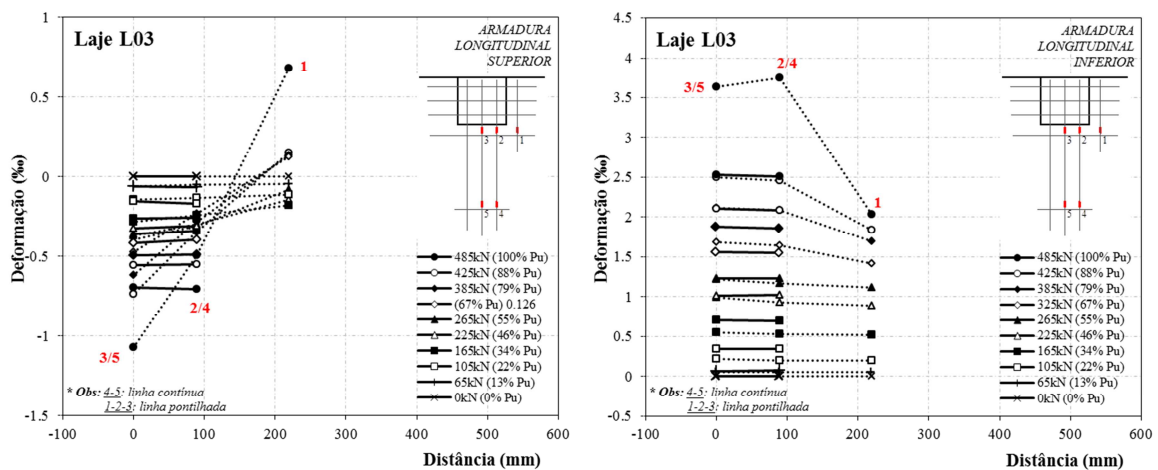 Laje L03
ARMADURA
LONGITUDINAL
SUPERIOR
1
0.5
0
-0.5
-1
-1.5
Deformação (‰)
1
2/4
3/5
3 2 1
5 4
485kN (100% Pu)
425kN (88% Pu)
385kN (79% Pu)
(67% Pu) 0.126
265kN (55% Pu)
225kN (46% Pu)
165kN (34% Pu)
105kN (22% Pu)
65kN (13% Pu)
0kN (0% Pu)
* Obs: 4-5: linha contínua
1-2-3: linha pontilhada
-100 0 100 200 300 400 500 600
Distância (mm)
Laje L03
ARMADURA
LONGITUDINAL
INFERIOR
4.5
4
3.5
3
2.5
2
1.5
1
0.5
0
-0.5
Deformação (‰)
2/4
3/5
1
3 2 1
5 4
485kN (100% Pu)
425kN (88% Pu)
385kN (79% Pu)
325kN (67% Pu)
265kN (55% Pu)
225kN (46% Pu)
165kN (34% Pu)
105kN (22% Pu)
65kN (13% Pu)
0kN (0% Pu)
* Obs: 4-5: linha contínua
1-2-3: linha pontilhada
-100 0 100 200 300 400 500 600
Distância (mm)